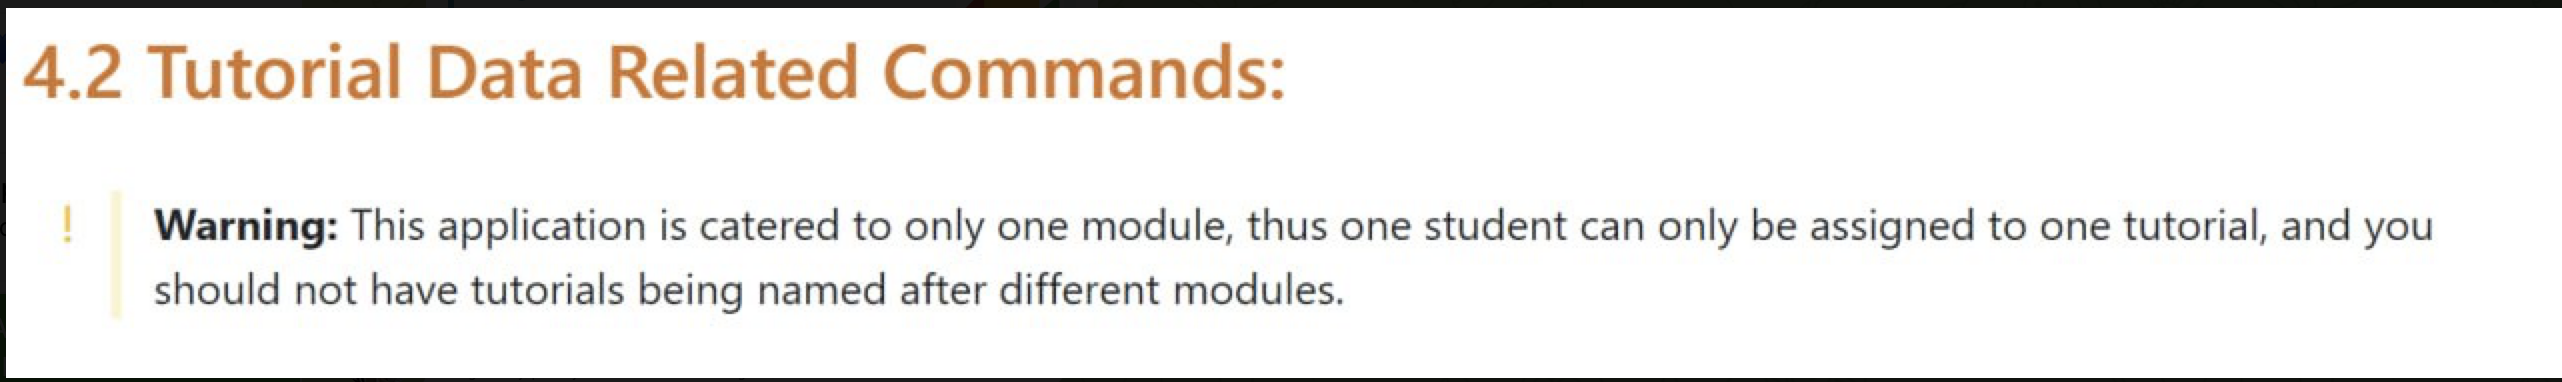 4.2 Tutorial Data Related Commands:
! Warning: This application is catered to only one module, thus one student can only be assigned to one tutorial, and you
should not have tutorials being named after different modules.